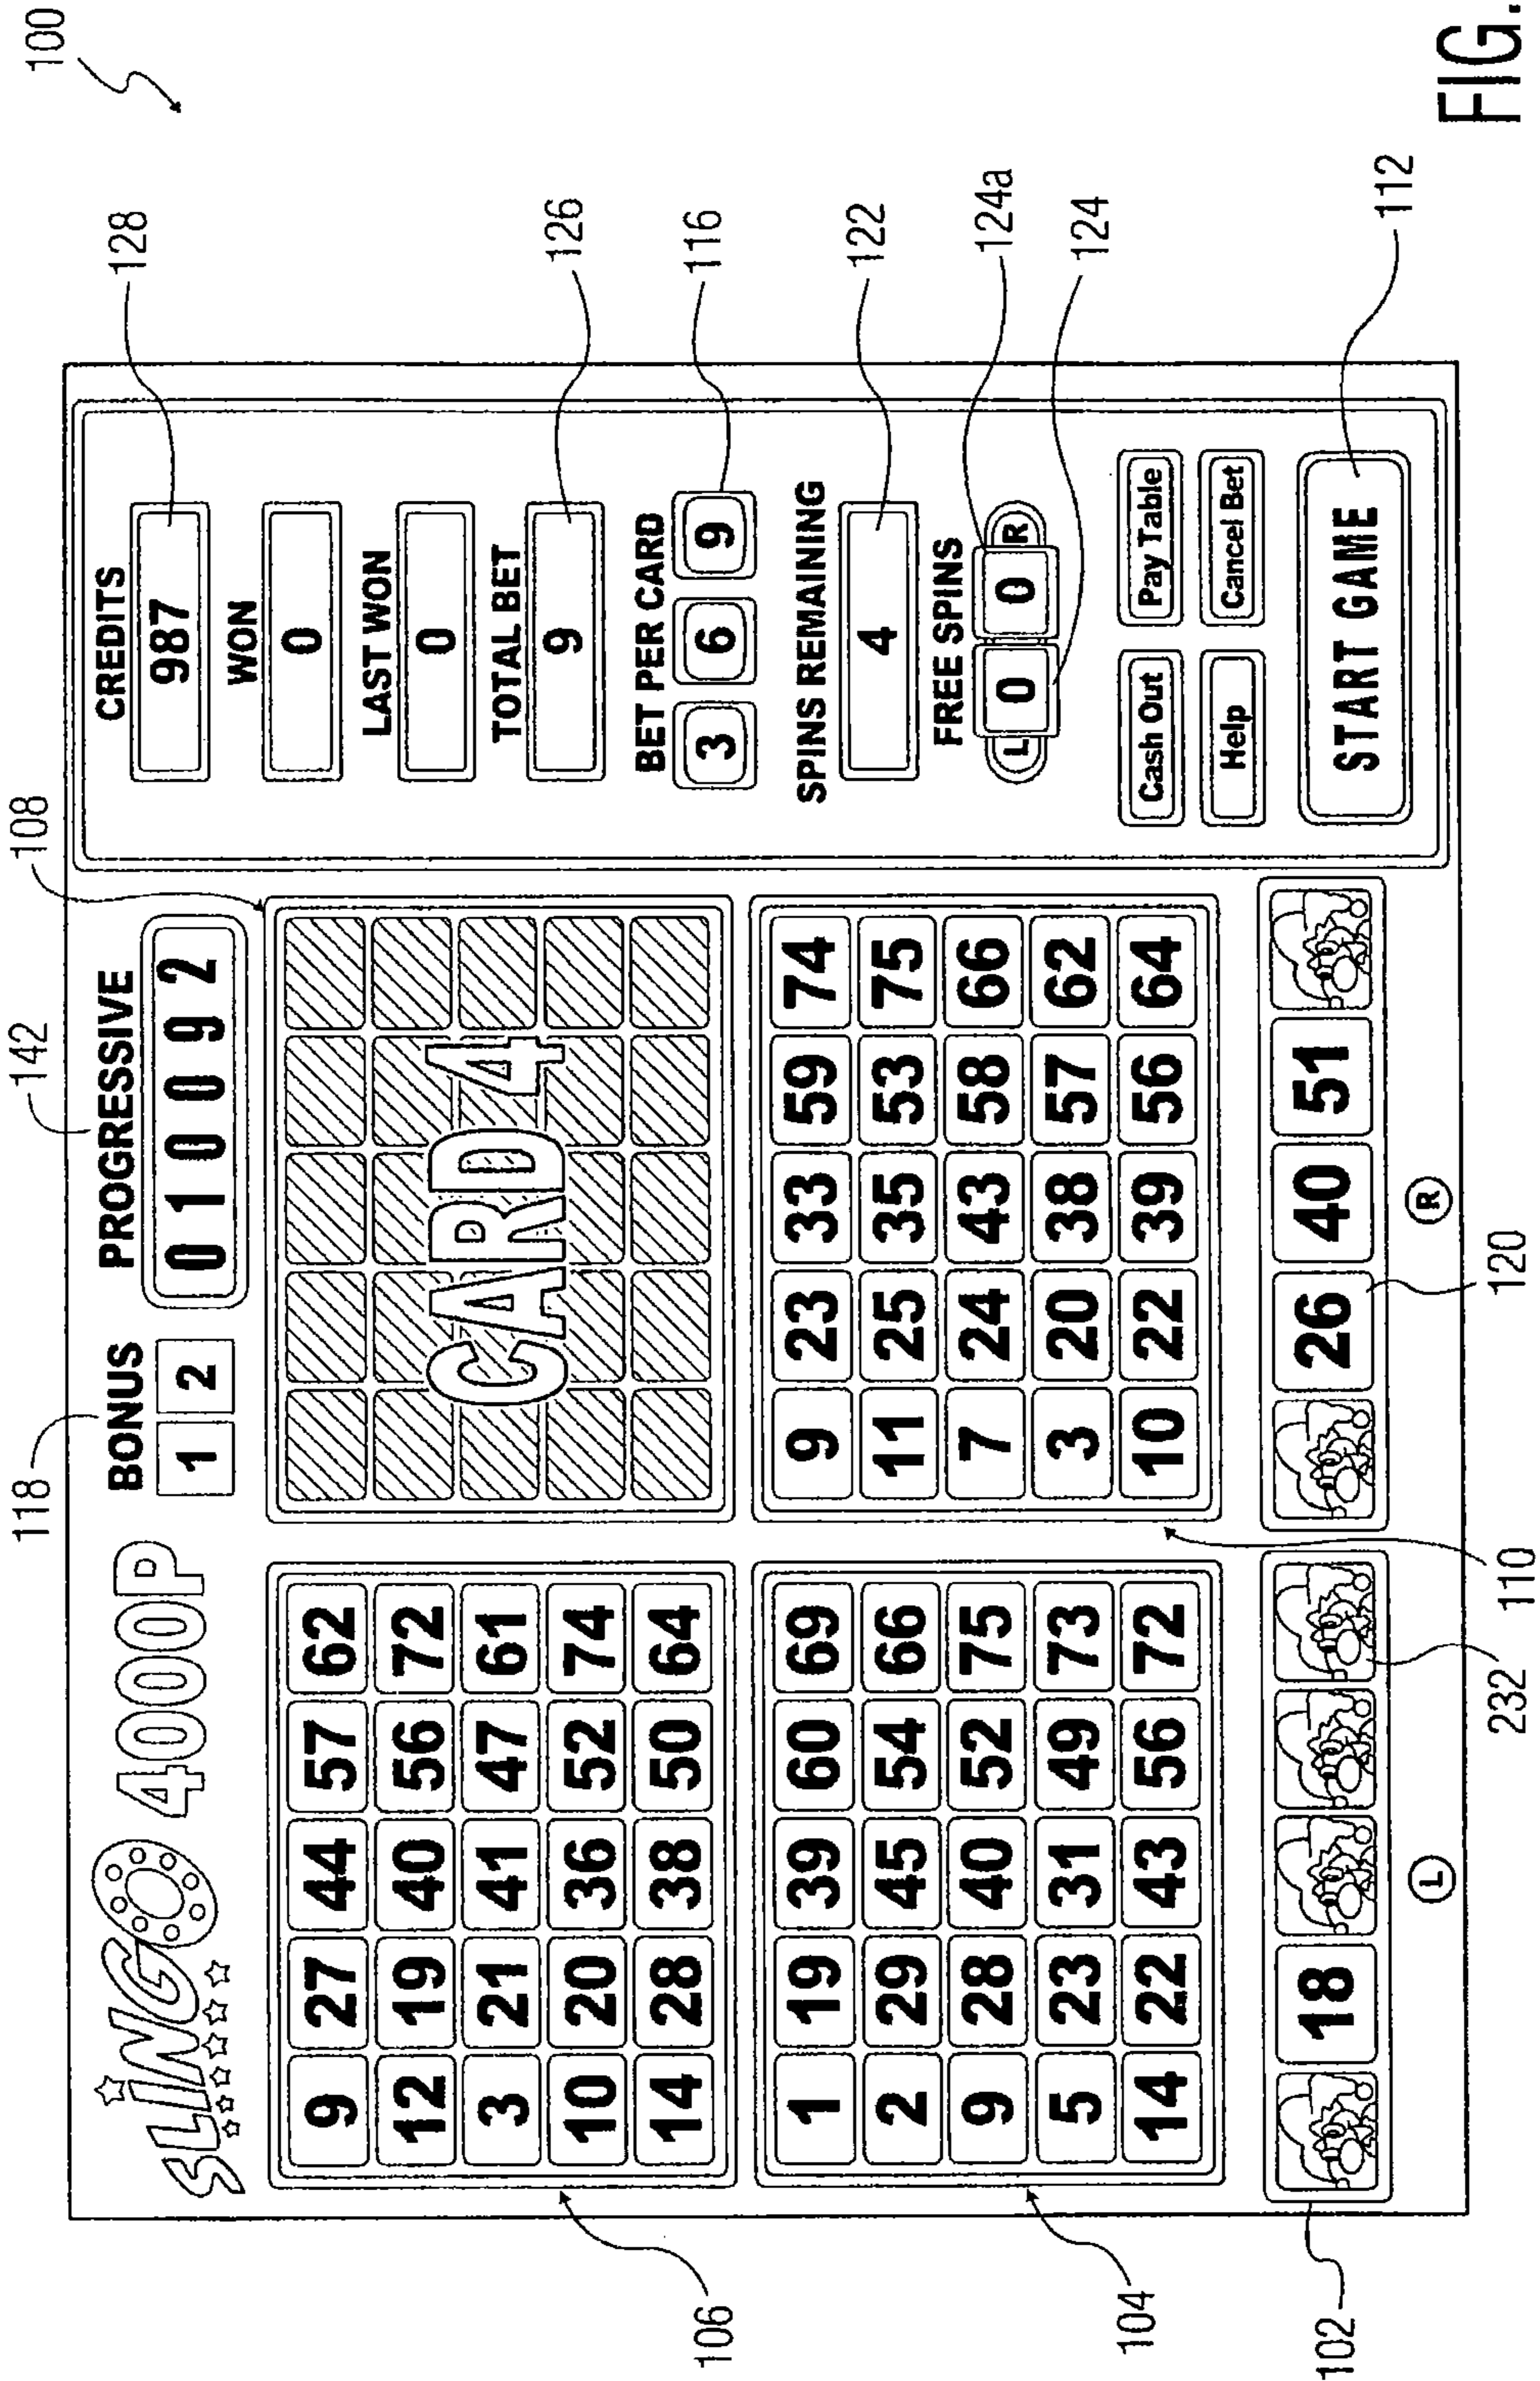 100
118
142
108
128
SLINGO 4000P
BONUS
1 2
PROGRESSIVE
0 1 0 0 9 2
CREDITS
987
WON
0
LAST WON
0
TOTAL BET
9
126
BET PER CARD
3 6 9
116
SPINS REMAINING
4
122
FREE SPINS
L 0 0 R
124a
124
Cash Out
Pay Table
Help
Cancel Bet
START GAME
112
9 27 44 57 62
12 19 40 56 72
3 21 41 47 61
10 20 36 52 74
14 28 38 50 64
106
CARD 4
1 19 39 60 69
2 29 45 54 66
9 28 40 52 75
5 23 31 49 73
14 22 43 56 72
104
9 23 33 59 74
11 25 35 53 75
7 24 43 58 66
3 20 38 57 62
10 22 39 56 64
18
26 40 51
L
R
102
232
110
120
FIG.